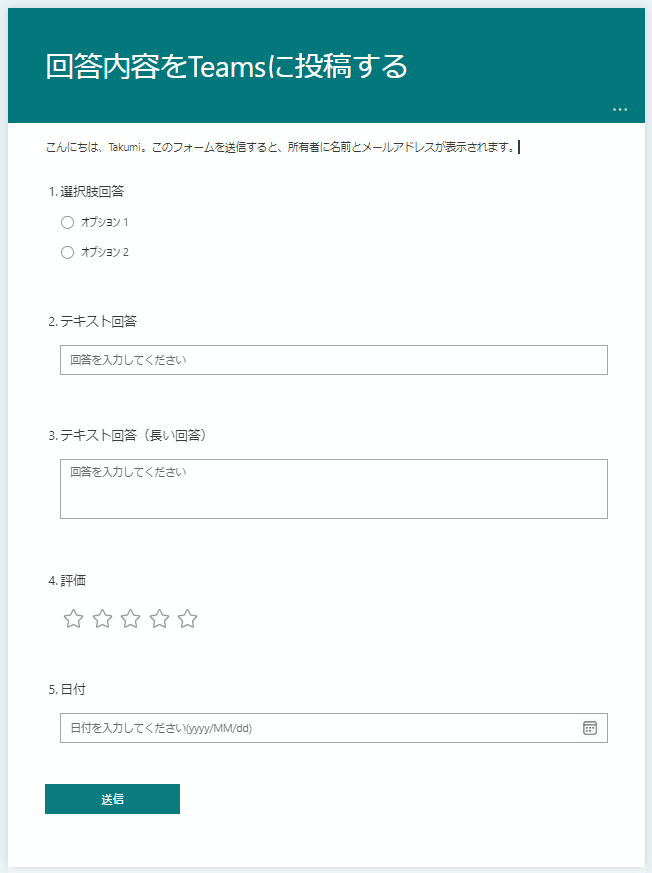 回答内容をTeamsに投稿する
こんにちは、Takumi。このフォームを送信すると、所有者に名前とメールアドレスが表示されます。
1. 選択肢回答
オプション 1
オプション 2
2. テキスト回答
回答を入力してください
3. テキスト回答（長い回答）
回答を入力してください
4. 評価
5. 日付
日付を入力してください(yyyy/MM/dd)
送信